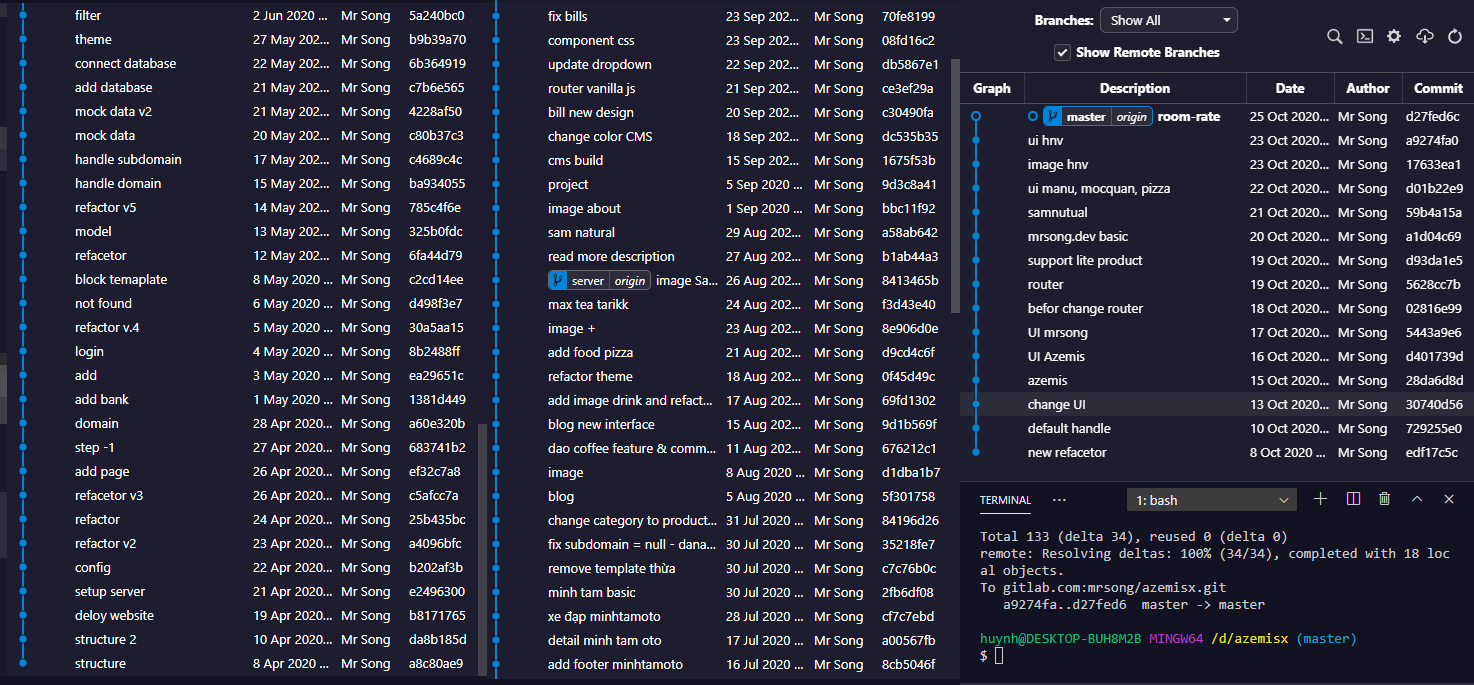 filter 2 Jun 2020 ... Mr Song 5a240bc0
theme 27 May 202... Mr Song b9b39a70
connect database 22 May 202... Mr Song 6b364919
add database 21 May 202... Mr Song c7b6e565
mock data v2 21 May 202... Mr Song 4228af50
mock data 20 May 202... Mr Song c80b37c3
handle subdomain 17 May 202... Mr Song c4689c4c
handle domain 15 May 202... Mr Song ba934055
refactor v5 14 May 202... Mr Song 785c4f6e
model 13 May 202... Mr Song 325b0fdc
refacetor 12 May 202... Mr Song 6fa44d79
block temaplate 8 May 2020 ... Mr Song c2cd14ee
not found 6 May 2020 ... Mr Song d498f3e7
refactor v.4 5 May 2020 ... Mr Song 30a5aa15
login 4 May 2020 ... Mr Song 8b2488ff
add 3 May 2020 ... Mr Song ea29651c
add bank 1 May 2020 ... Mr Song 1381d449
domain 28 Apr 2020... Mr Song a60e320b
step -1 27 Apr 2020... Mr Song 683741b2
add page 26 Apr 2020... Mr Song ef32c7a8
refacetor v3 26 Apr 2020... Mr Song c5afcc7a
refactor 24 Apr 2020... Mr Song 25b435bc
refactor v2 23 Apr 2020... Mr Song a4096bfc
config 22 Apr 2020... Mr Song b202af3b
setup server 21 Apr 2020... Mr Song e2496300
deloy website 19 Apr 2020... Mr Song b8171765
structure 2 10 Apr 2020... Mr Song da8b185d
structure 8 Apr 2020 ... Mr Song a8c80ae9
fix bills 23 Sep 202... Mr Song 70fe8199
component css 23 Sep 202... Mr Song 08fd16c2
update dropdown 22 Sep 202... Mr Song db5867e1
router vanilla js 21 Sep 202... Mr Song ce3ef29a
bill new design 20 Sep 202... Mr Song c30490fa
change color CMS 18 Sep 202... Mr Song dc535b35
cms build 15 Sep 202... Mr Song 1675f53b
project 5 Sep 2020 ... Mr Song 9d3c8a41
image about 1 Sep 2020 ... Mr Song bbc11f92
sam natural 29 Aug 202... Mr Song a58ab642
read more description 27 Aug 202... Mr Song b1ab44a3
server origin image Sa... 26 Aug 202... Mr Song 8413465b
max tea tarikk 24 Aug 202... Mr Song f3d43e40
image + 23 Aug 202... Mr Song 8e906d0e
add food pizza 21 Aug 202... Mr Song d9cd4c6f
refactor theme 18 Aug 202... Mr Song 0f45d49c
add image drink and refact... 17 Aug 202... Mr Song 69fd1302
blog new interface 15 Aug 202... Mr Song 9d1b569f
dao coffee feature & comm... 11 Aug 202... Mr Song 676212c1
image 8 Aug 2020 ... Mr Song d1dba1b7
blog 5 Aug 2020 ... Mr Song 5f301758
change category to product... 31 Jul 2020 ... Mr Song 84196d26
fix subdomain = null - dana... 30 Jul 2020 ... Mr Song 35218fe7
remove template thừa 30 Jul 2020 ... Mr Song c7c76b0c
minh tam basic 30 Jul 2020 ... Mr Song 2fb6df08
xe đạp minhtamoto 28 Jul 2020 ... Mr Song cf7c7ebd
detail minh tam oto 17 Jul 2020 ... Mr Song a00567fb
add footer minhtamoto 16 Jul 2020 ... Mr Song 8cb5046f
Branches: Show All
Show Remote Branches
Graph Description Date Author Commit
master origin room-rate 25 Oct 2020... Mr Song d27fed6c
ui hnv 23 Oct 2020... Mr Song a9274fa0
image hnv 23 Oct 2020... Mr Song 17633ea1
ui manu, mocquan, pizza 22 Oct 2020... Mr Song d01b22e9
samnutual 21 Oct 2020... Mr Song 59b4a15a
mrsong.dev basic 20 Oct 2020... Mr Song a1d04c69
support lite product 19 Oct 2020... Mr Song d93da1e5
router 19 Oct 2020... Mr Song 5628cc7b
befor change router 18 Oct 2020... Mr Song 02816e99
UI mrsong 17 Oct 2020... Mr Song 5443a9e6
UI Azemis 16 Oct 2020... Mr Song d401739d
azemis 15 Oct 2020... Mr Song 28da6d8d
change UI 13 Oct 2020... Mr Song 30740d56
default handle 10 Oct 2020... Mr Song 729255e0
new refacetor 8 Oct 2020 ... Mr Song edf17c5c
TERMINAL ··· 1: bash
Total 133 (delta 34), reused 0 (delta 0)
remote: Resolving deltas: 100% (34/34), completed with 18 loc
al objects.
To gitlab.com:mrsong/azemisx.git
a9274fa..d27fed6 master -> master
huynh@DESKTOP-BUH8M2B MINGW64 /d/azemisx (master)
$